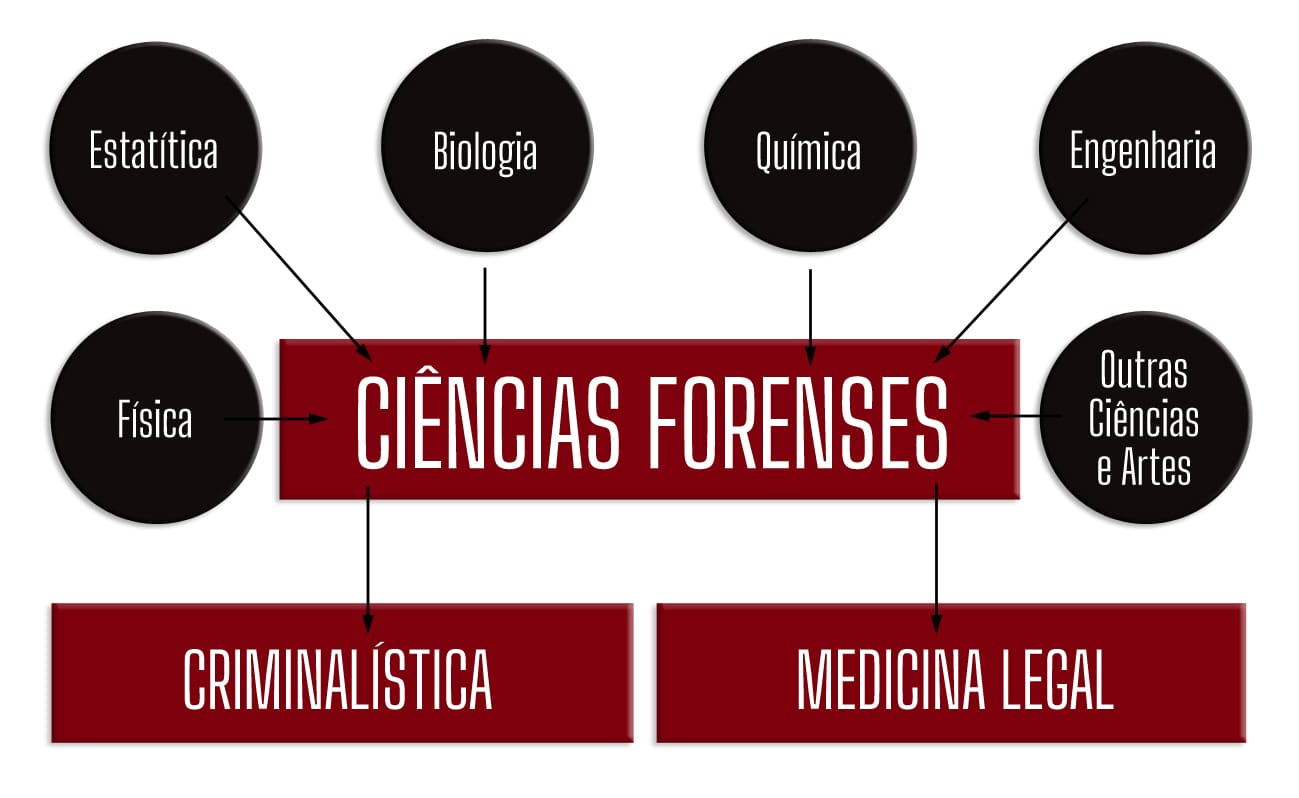 Estatítica
Biologia
Química
Engenharia
Física
CIÊNCIAS FORENSES
Outras
Ciências
e Artes
CRIMINALÍSTICA
MEDICINA LEGAL